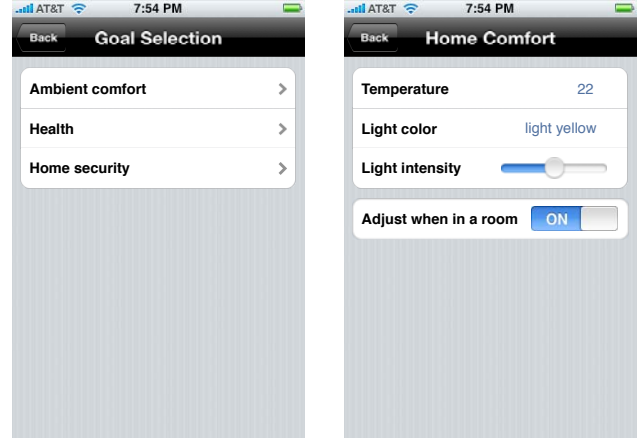 AT&T 7:54 PM
Back Goal Selection
Ambient comfort
Health
Home security
AT&T 7:54 PM
Back Home Comfort
Temperature 22
Light color light yellow
Light intensity
Adjust when in a room ON